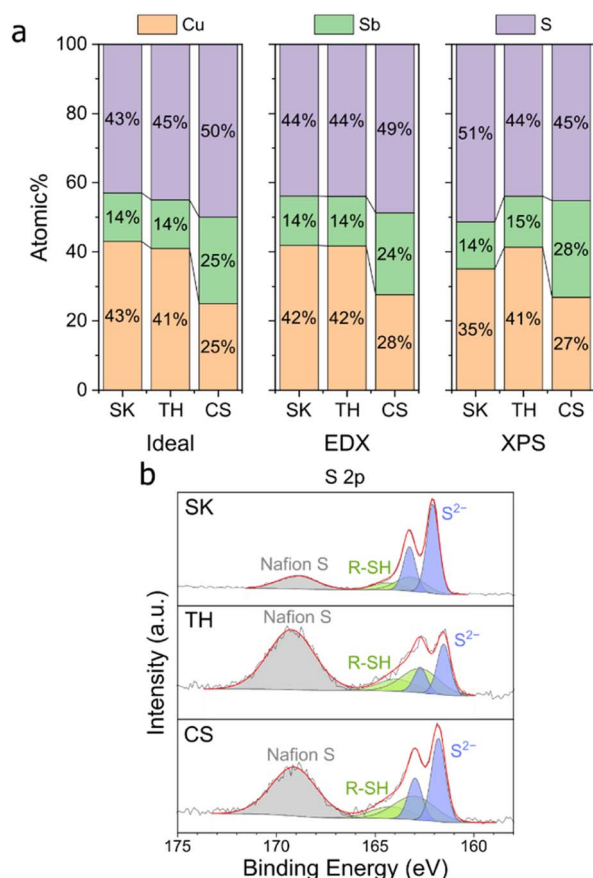 a
Cu Sb S
Atomic%
100
80
60
40
20
0
43% 45% 50%
14% 14% 25%
43% 41% 25%
SK TH CS
Ideal
44% 44% 49%
14% 14% 24%
42% 42% 28%
SK TH CS
EDX
51% 44% 45%
14% 15% 28%
35% 41% 27%
SK TH CS
XPS
b
S 2p
Intensity (a.u.)
SK
Nafion S
R-SH
S²⁻
TH
Nafion S
R-SH
S²⁻
CS
Nafion S
R-SH
S²⁻
175 170 165 160
Binding Energy (eV)